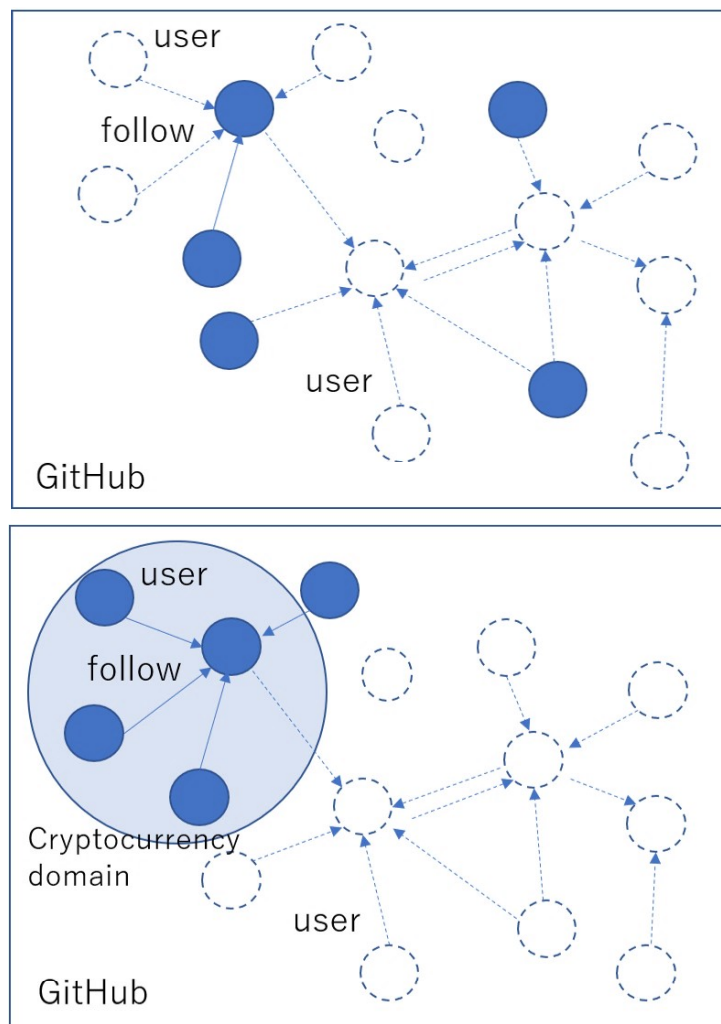 user
follow
user
GitHub
user
follow
Cryptocurrency
domain
user
GitHub